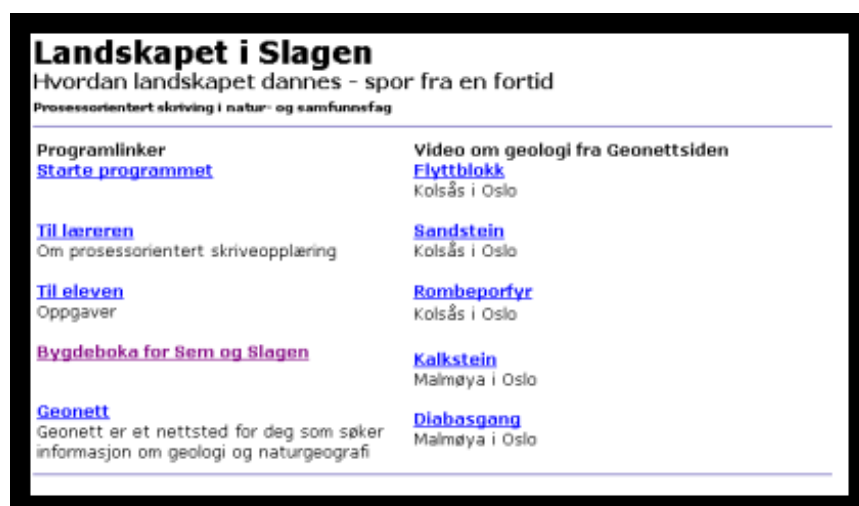 Landskapet i Slagen
Hvordan landskapet dannes - spor fra en fortid
Prosessorientert skriving i natur- og samfunnsfag
Programlinker
Starte programmet
Til læreren
Om prosessorientert skriveopplæring
Til eleven
Oppgaver
Bygdeboka for Sem og Slagen
Geonett
Geonett er et nettsted for deg som søker
informasjon om geologi og naturgeografi
Video om geologi fra Geonettsiden
Flyttblokk
Kolsås i Oslo
Sandstein
Kolsås i Oslo
Rombeporfyr
Kolsås i Oslo
Kalkstein
Malmøya i Oslo
Diabasgang
Malmøya i Oslo